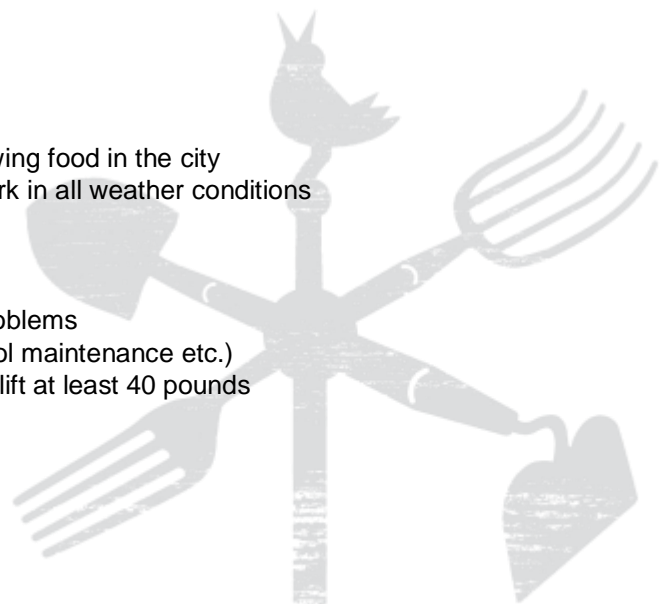 wing food in the city
rk in all weather conditions
oblems
ol maintenance etc.)
lift at least 40 pounds